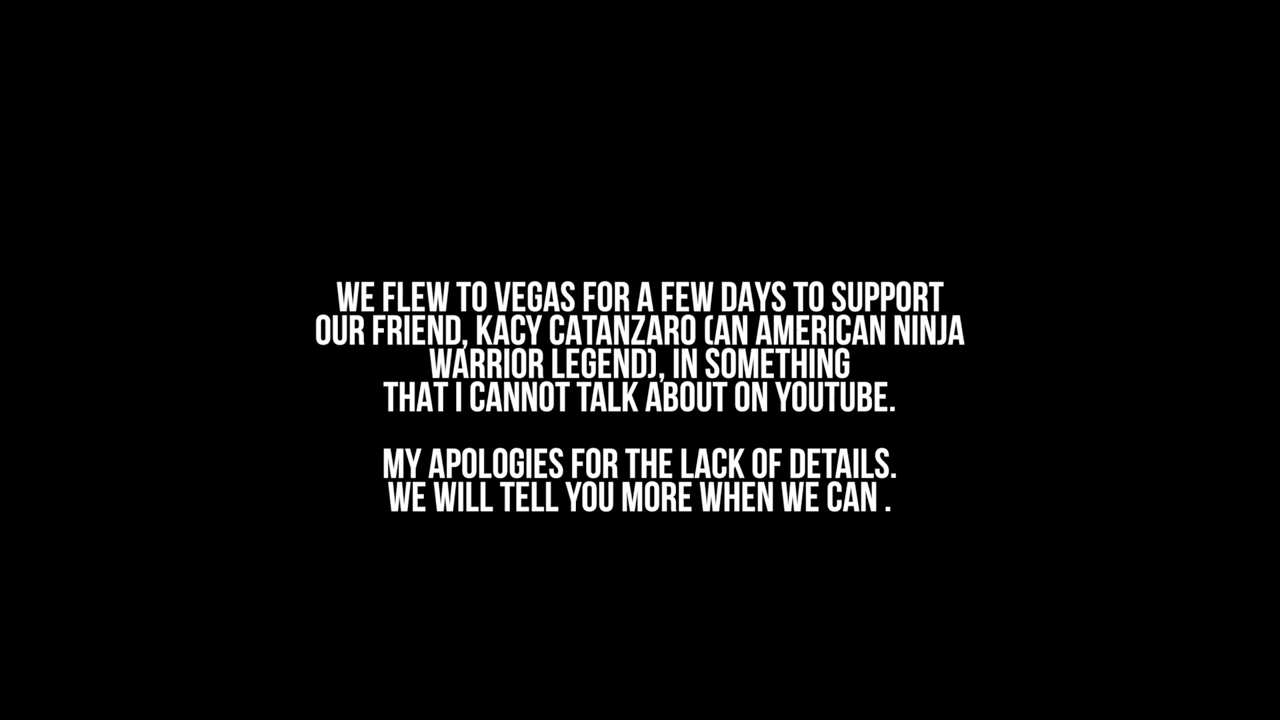 WE FLEW TO VEGAS FOR A FEW DAYS TO SUPPORT
OUR FRIEND, KACY CATANZARO (AN AMERICAN NINJA
WARRIOR LEGEND), IN SOMETHING
THAT I CANNOT TALK ABOUT ON YOUTUBE.
MY APOLOGIES FOR THE LACK OF DETAILS.
WE WILL TELL YOU MORE WHEN WE CAN .